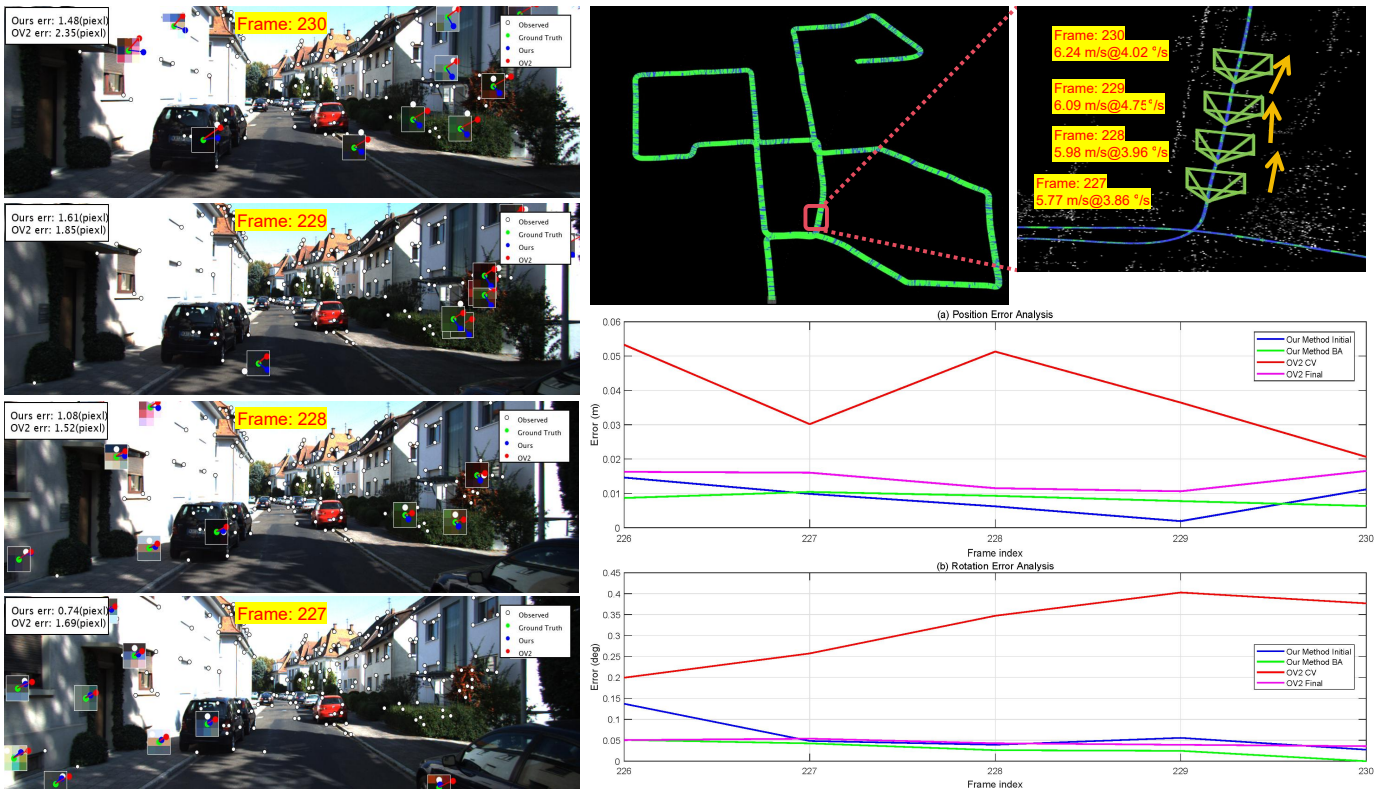 Ours err: 1.48(piexl)
OV2 err: 2.35(piexl)
Frame: 230
Observed
Ground Truth
Ours
OV2
Ours err: 1.61(piexl)
OV2 err: 1.85(piexl)
Frame: 229
Observed
Ground Truth
Ours
OV2
Ours err: 1.08(piexl)
OV2 err: 1.52(piexl)
Frame: 228
Observed
Ground Truth
Ours
OV2
Ours err: 0.74(piexl)
OV2 err: 1.69(piexl)
Frame: 227
Observed
Ground Truth
Ours
OV2
Frame: 230
6.24 m/s@4.02 °/s
Frame: 229
6.09 m/s@4.75°/s
Frame: 228
5.98 m/s@3.96 °/s
Frame: 227
5.77 m/s@3.86 °/s
(a) Position Error Analysis
0.06
0.05
0.04
0.03
0.02
0.01
0
Error (m)
Our Method Initial
Our Method BA
OV2 CV
OV2 Final
226
227
228
229
230
Frame index
(b) Rotation Error Analysis
0.45
0.4
0.35
0.3
0.25
0.2
0.15
0.1
0.05
0
Error (deg)
Our Method Initial
Our Method BA
OV2 CV
OV2 Final
226
227
228
229
230
Frame index